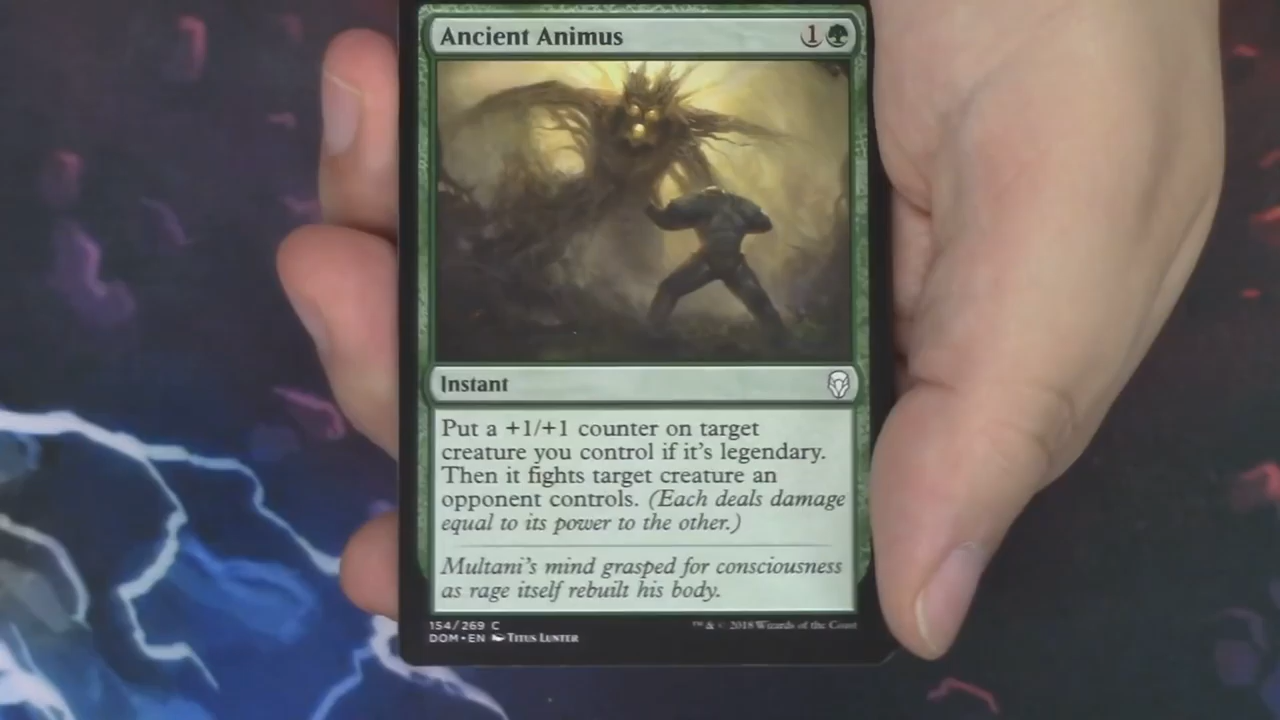 Ancient Animus 1
Instant
Put a +1/+1 counter on target
creature you control if it's legendary.
Then it fights target creature an
opponent controls. (Each deals damage
equal to its power to the other.)
Multani's mind grasped for consciousness
as rage itself rebuilt his body.
154/269 C
DOM • EN Titus Lunter
™ & © 2018 Wizards of the Coast